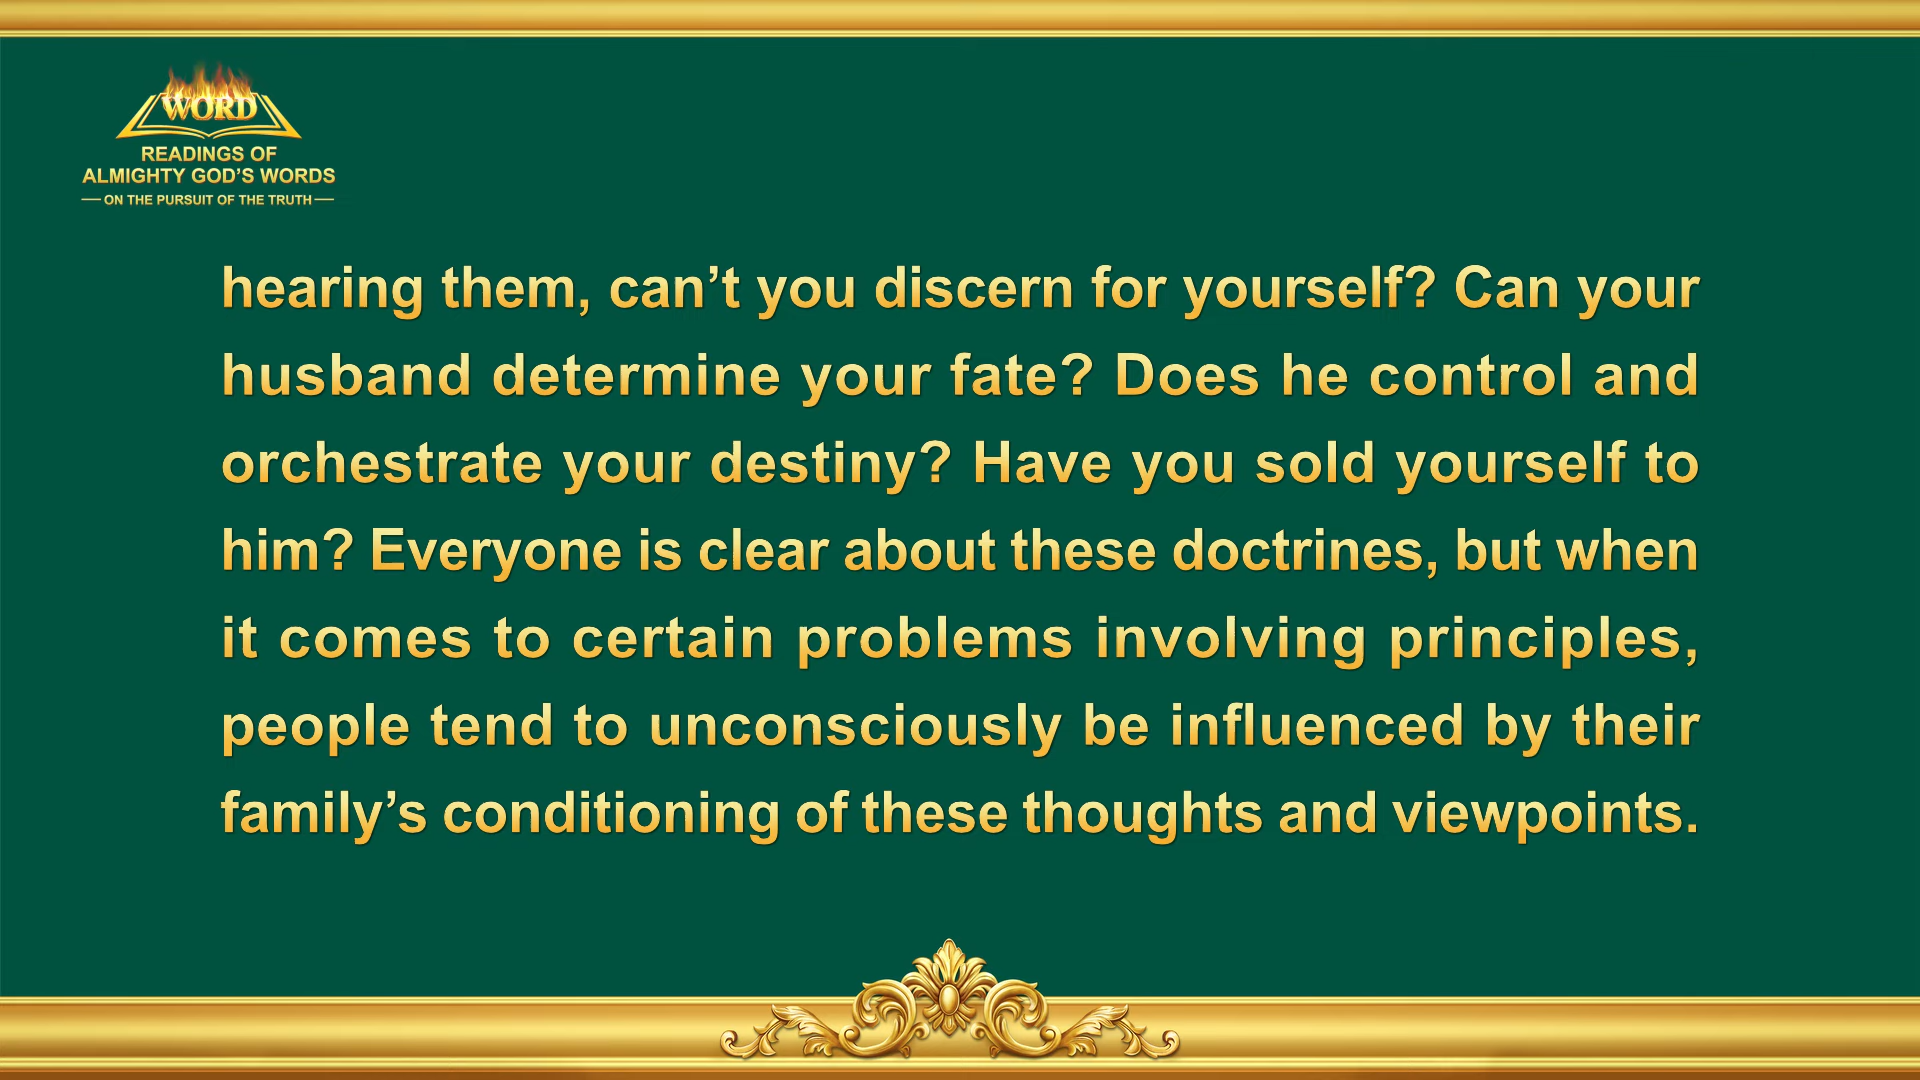 WORD
READINGS OF
ALMIGHTY GOD’S WORDS
ON THE PURSUIT OF THE TRUTH
hearing them, can’t you discern for yourself? Can your
husband determine your fate? Does he control and
orchestrate your destiny? Have you sold yourself to
him? Everyone is clear about these doctrines, but when
it comes to certain problems involving principles,
people tend to unconsciously be influenced by their
family’s conditioning of these thoughts and viewpoints.